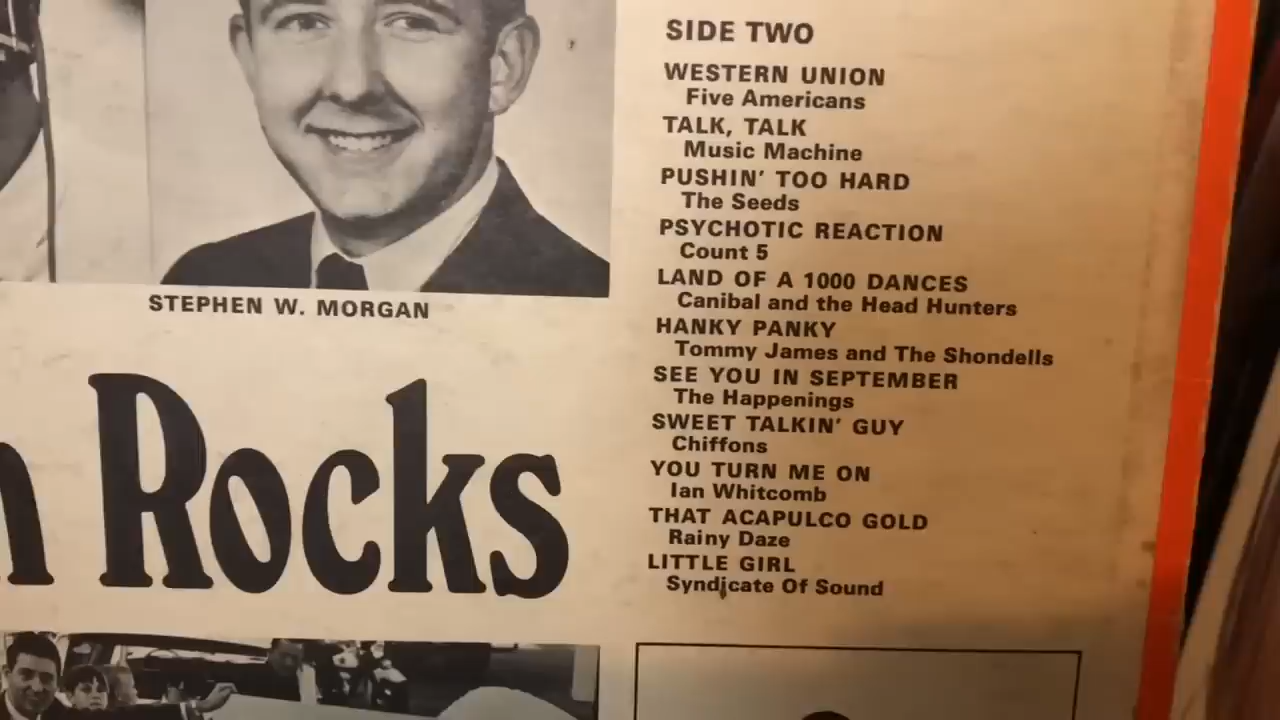 STEPHEN W. MORGAN
Rocks
SIDE TWO
WESTERN UNION
Five Americans
TALK, TALK
Music Machine
PUSHIN' TOO HARD
The Seeds
PSYCHOTIC REACTION
Count 5
LAND OF A 1000 DANCES
Canibal and the Head Hunters
HANKY PANKY
Tommy James and The Shondells
SEE YOU IN SEPTEMBER
The Happenings
SWEET TALKIN' GUY
Chiffons
YOU TURN ME ON
Ian Whitcomb
THAT ACAPULCO GOLD
Rainy Daze
LITTLE GIRL
Syndicate Of Sound